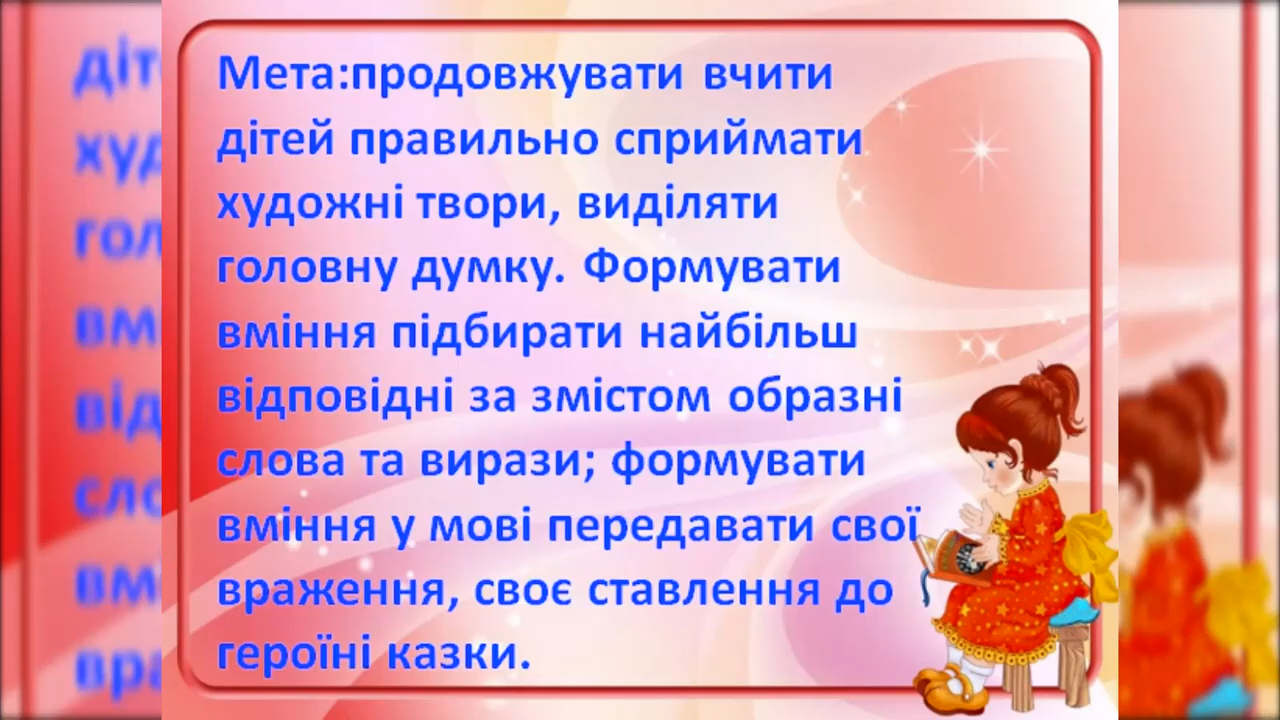 Мета:продовжувати вчити
дітей правильно сприймати
художні твори, виділяти
головну думку. Формувати
вміння підбирати найбільш
відповідні за змістом образні
слова та вирази; формувати
вміння у мові передавати свої
враження, своє ставлення до
героїні казки.